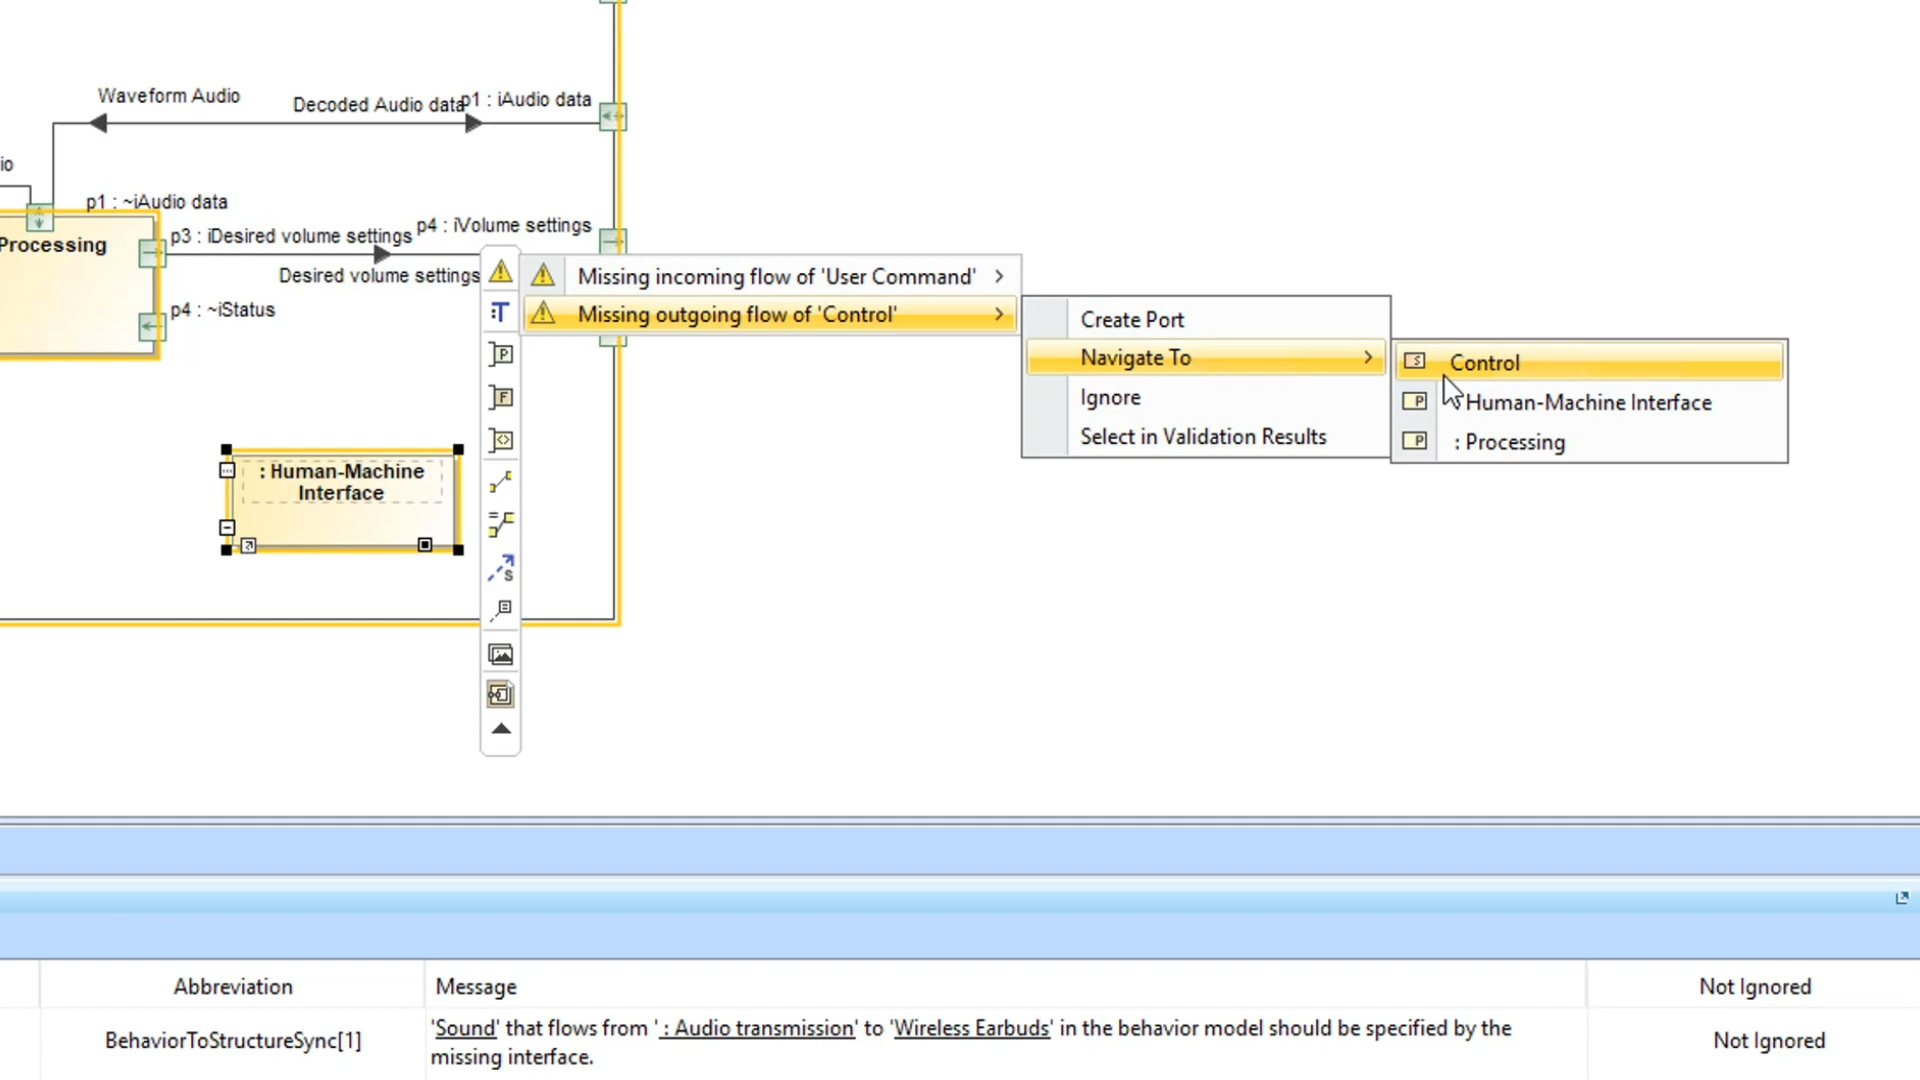 Waveform Audio
Decoded Audio data
p1 : iAudio data
io
p1 : ~iAudio data
p3 : iDesired volume settings
p4 : iVolume settings
Processing
Desired volume settings
p4 : ~iStatus
Missing incoming flow of 'User Command'
Missing outgoing flow of 'Control'
Create Port
Navigate To
Ignore
Select in Validation Results
Control
Human-Machine Interface
: Processing
: Human-Machine
Interface
Abbreviation
Message
Not Ignored
BehaviorToStructureSync[1]
'Sound' that flows from ' : Audio transmission' to 'Wireless Earbuds' in the behavior model should be specified by the
missing interface.
Not Ignored